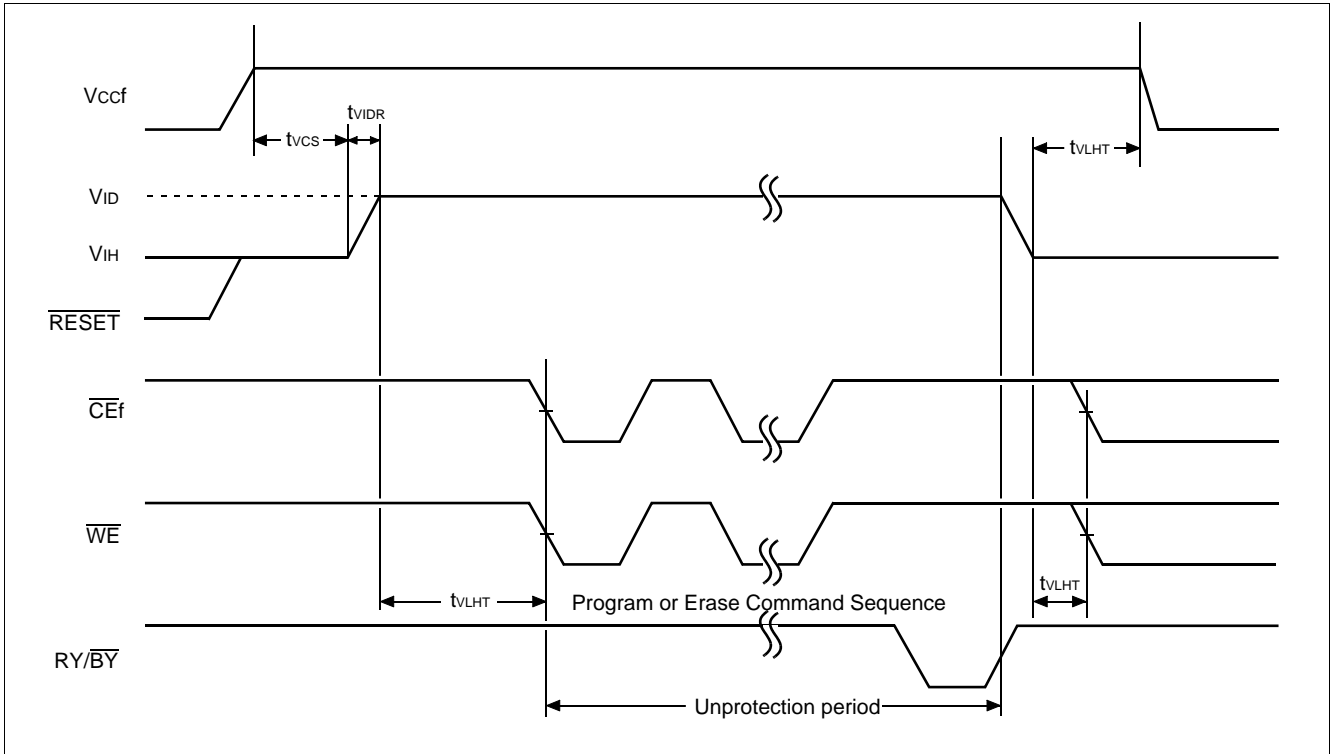 VCCf
tVIDR
tVCS
tVLHT
VID
VIH
RESET
CEf
WE
tVLHT
Program or Erase Command Sequence
tVLHT
RY/BY
Unprotection period